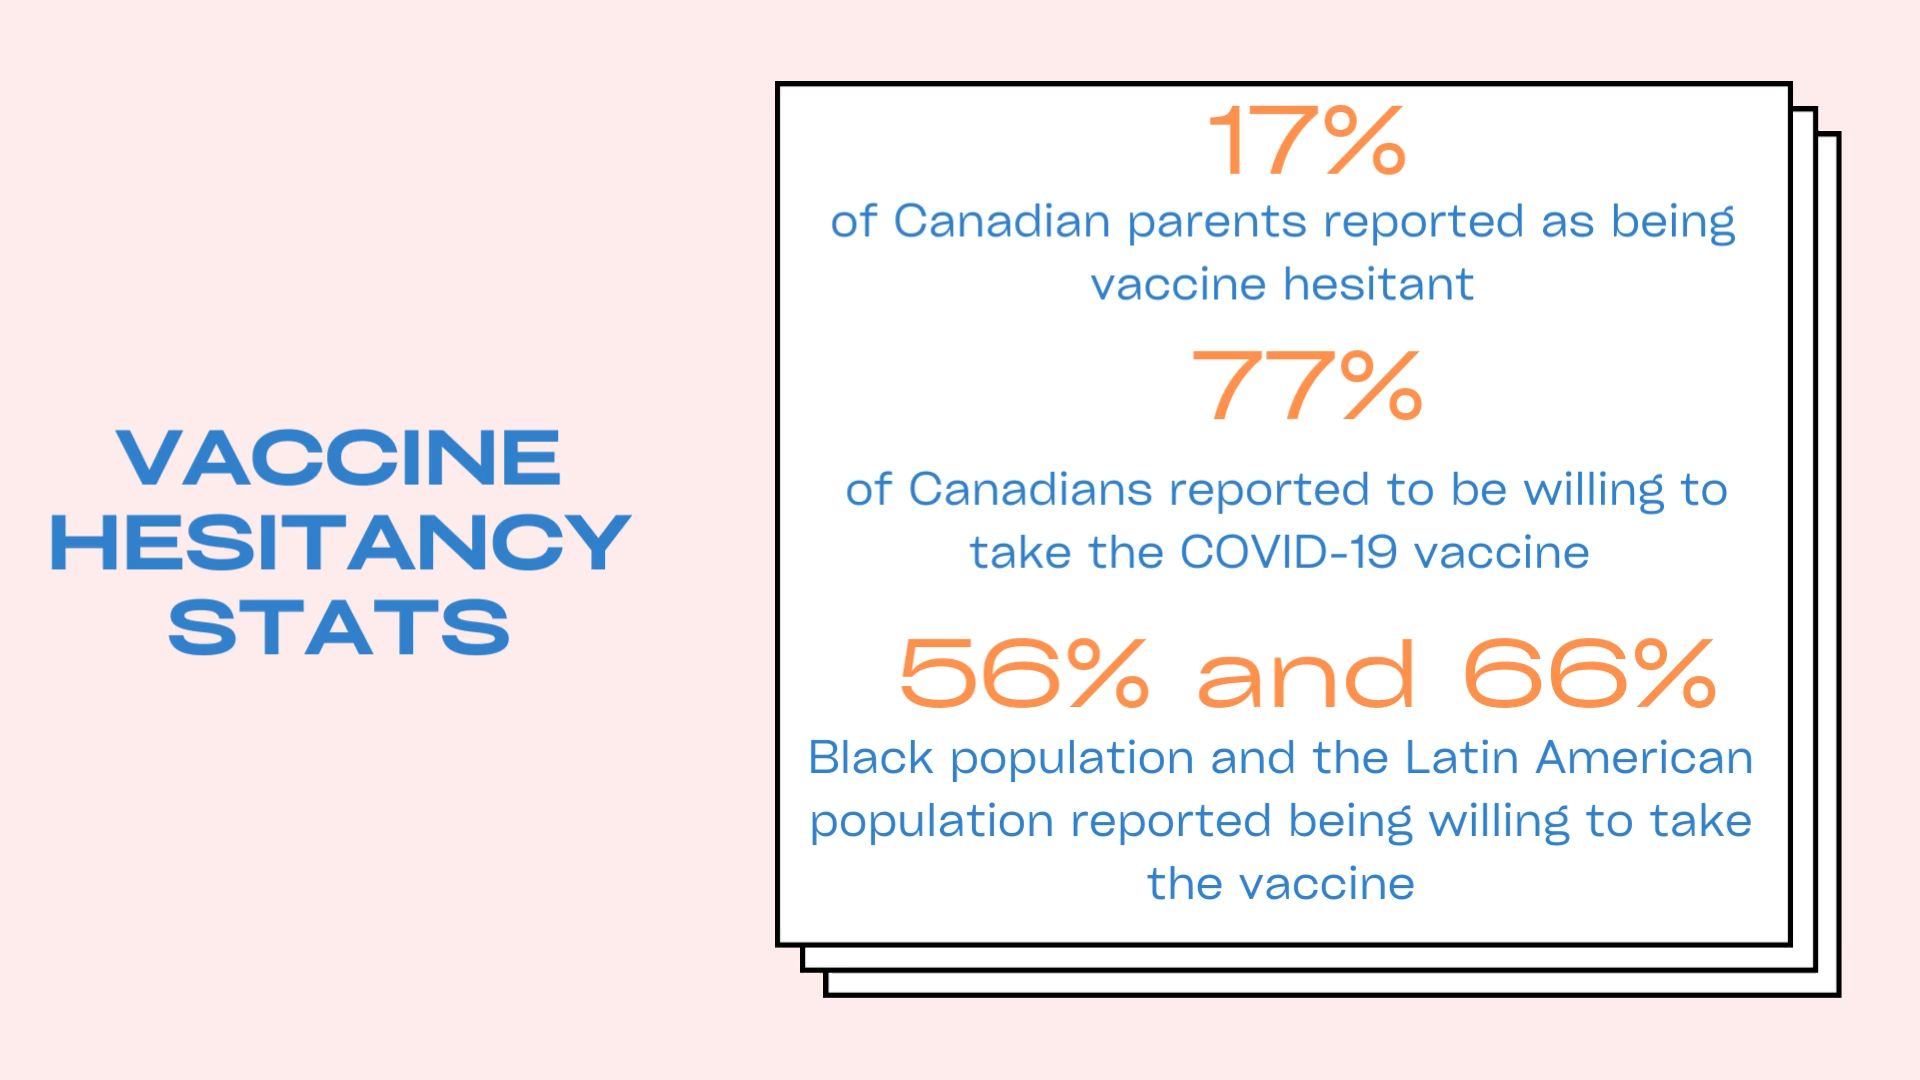 VACCINE
HESITANCY
STATS
17%
of Canadian parents reported as being
vaccine hesitant
77%
of Canadians reported to be willing to
take the COVID-19 vaccine
56% and 66%
Black population and the Latin American
population reported being willing to take
the vaccine